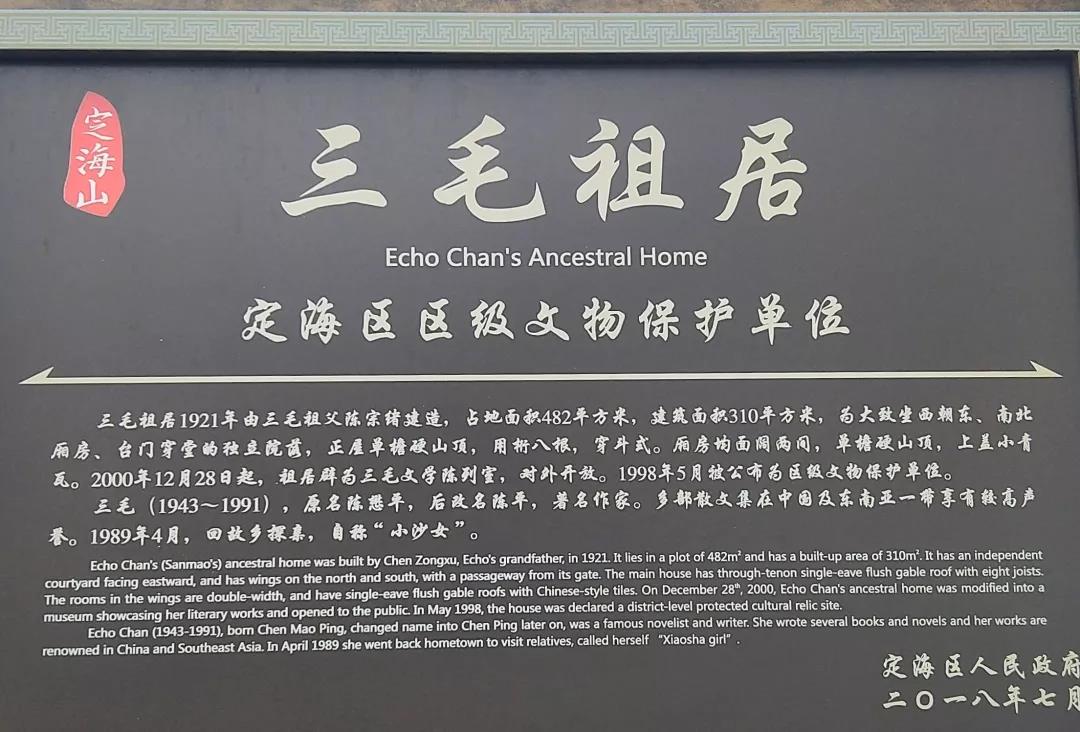 定海山
三毛祖居
Echo Chan's Ancestral Home
定海区区级文物保护单位
三毛祖居1921年由三毛祖父陈宗绪建造，占地面积482平方米，建筑面积310平方米，为大致坐西朝东、南北
厢房、台门穿堂的独立院落，正屋单檐硬山顶，用桁八根，穿斗式。厢房均面阔两间，单檐硬山顶，上盖小青
瓦。2000年12月28日起，祖居辟为三毛文学陈列室，对外开放。1998年5月被公布为区级文物保护单位。
三毛（1943～1991），原名陈懋平，后改名陈平，著名作家。多部散文集在中国及东南亚一带享有较高声
誉。1989年4月，回故乡探亲，自称“小沙女”。
Echo Chan's (Sanmao's) ancestral home was built by Chen Zongxu, Echo's grandfather, in 1921. It lies in a plot of 482m² and has a built-up area of 310m². It has an independent
courtyard facing eastward, and has wings on the north and south, with a passageway from its gate. The main house has through-tenon single-eave flush gable roof with eight joists.
The rooms in the wings are double-width, and have single-eave flush gable roofs with Chinese-style tiles. On December 28th, 2000, Echo Chan's ancestral home was modified into a
museum showcasing her literary works and opened to the public. In May 1998, the house was declared a district-level protected cultural relic site.
Echo Chan (1943-1991), born Chen Mao Ping, changed name into Chen Ping later on, was a famous novelist and writer. She wrote several books and novels and her works are
renowned in China and Southeast Asia. In April 1989 she went back hometown to visit relatives, called herself “Xiaosha girl”.
定海区人民政府
二〇一八年七月